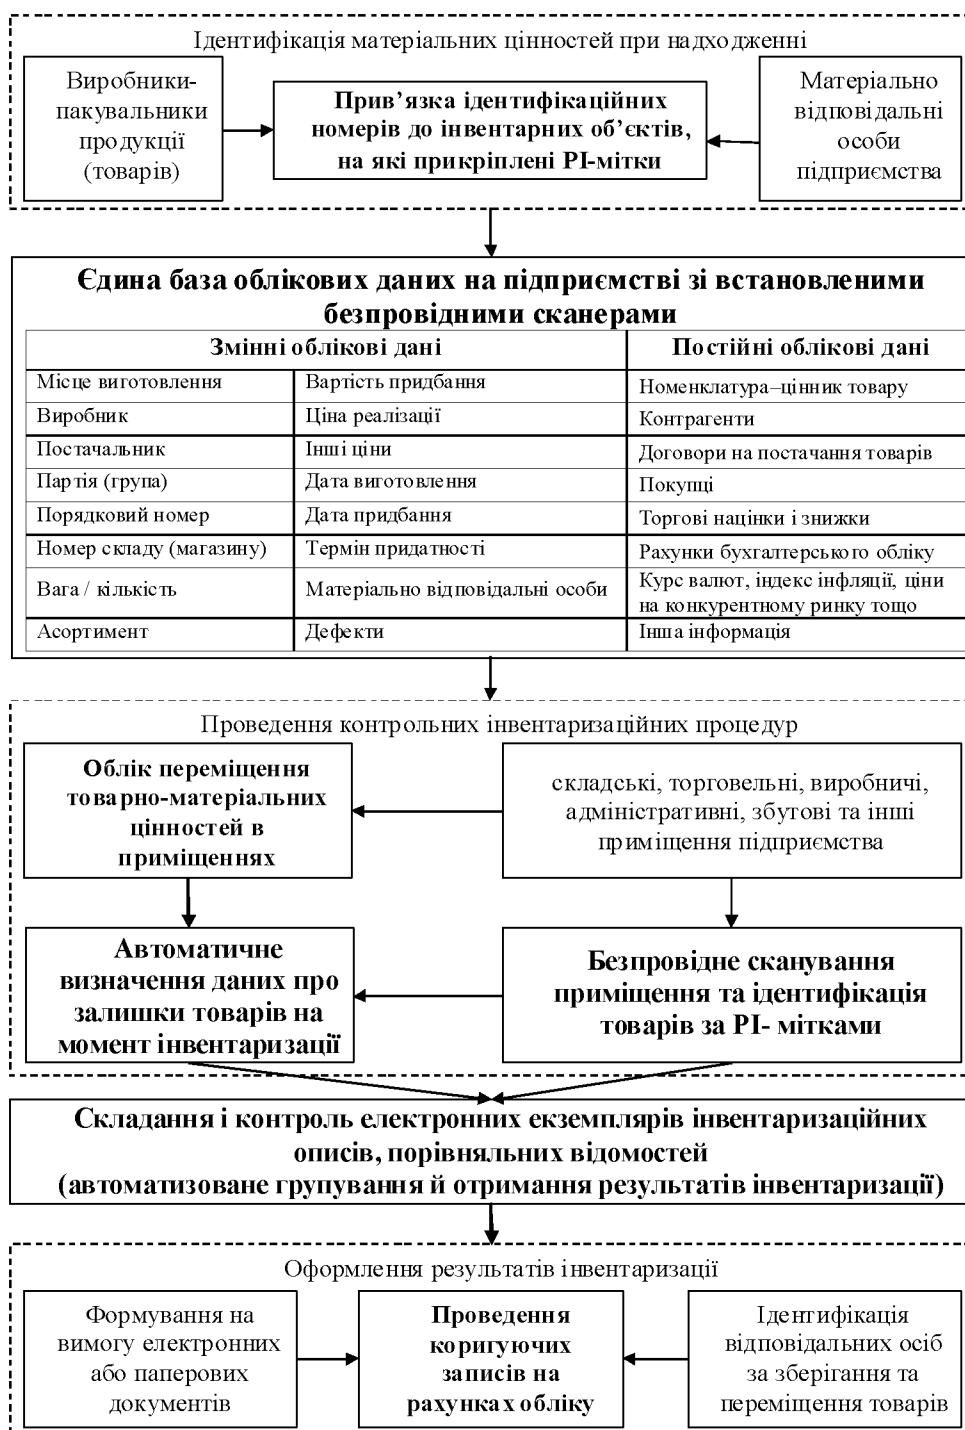 Ідентифікація матеріальних цінностей при надходженні
Виробники-
пакувальники
продукції
(товарів)
Прив’язка ідентифікаційних
номерів до інвентарних об’єктів,
на які прикріплені РІ-мітки
Матеріально
відповідальні
особи
підприємства
Єдина база облікових даних на підприємстві зі встановленими
безпровідними сканерами
Змінні облікові дані
Постійні облікові дані
Місце виготовлення
Вартість придбання
Номенклатура–цінник товару
Виробник
Ціна реалізації
Контрагенти
Постачальник
Інші ціни
Договори на постачання товарів
Партія (група)
Дата виготовлення
Покупці
Порядковий номер
Дата придбання
Торгові націнки і знижки
Номер складу (магазину)
Термін придатності
Рахунки бухгалтерського обліку
Вага / кількість
Матеріально відповідальні особи
Курс валют, індекс інфляції, ціни
на конкурентному ринку тощо
Асортимент
Дефекти
Інша інформація
Проведення контрольних інвентаризаційних процедур
Облік переміщення
товарно-матеріальних
цінностей в
приміщеннях
складські, торговельні, виробничі,
адміністративні, збутові та інші
приміщення підприємства
Автоматичне
визначення даних про
залишки товарів на
момент інвентаризації
Безпровідне сканування
приміщення та ідентифікація
товарів за РІ- мітками
Складання і контроль електронних екземплярів інвентаризаційних
описів, порівняльних відомостей
(автоматизоване групування й отримання результатів інвентаризації)
Оформлення результатів інвентаризації
Формування на
вимогу електронних
або паперових
документів
Проведення
коригуючих
записів на
рахунках обліку
Ідентифікація
відповідальних осіб
за зберігання та
переміщення товарів